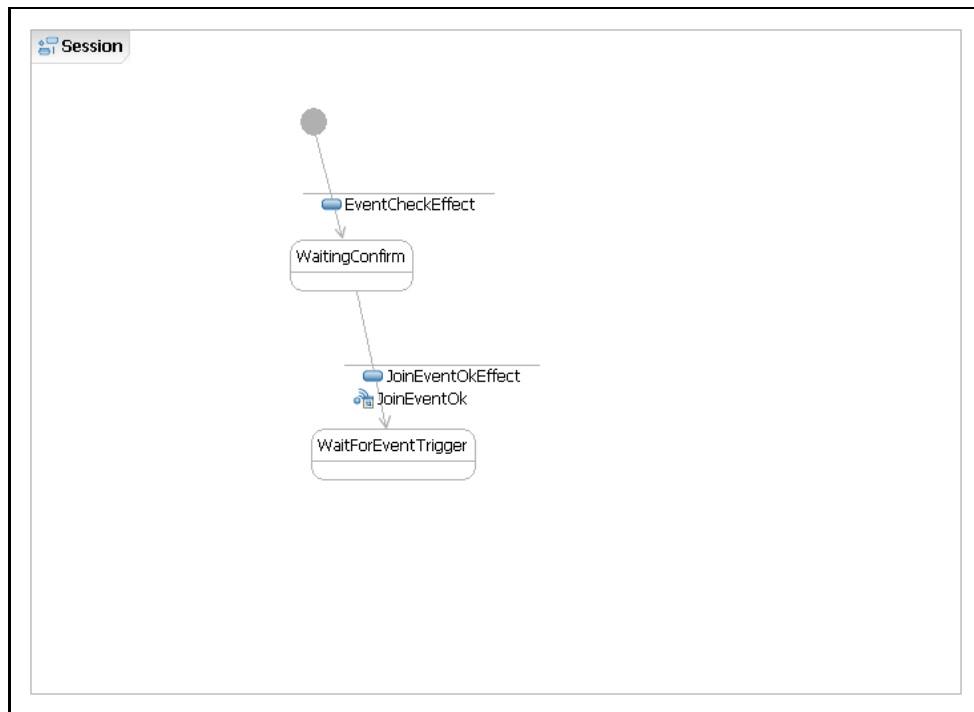 Session
EventCheckEffect
WaitingConfirm
JoinEventOkEffect
JoinEventOk
WaitForEventTrigger